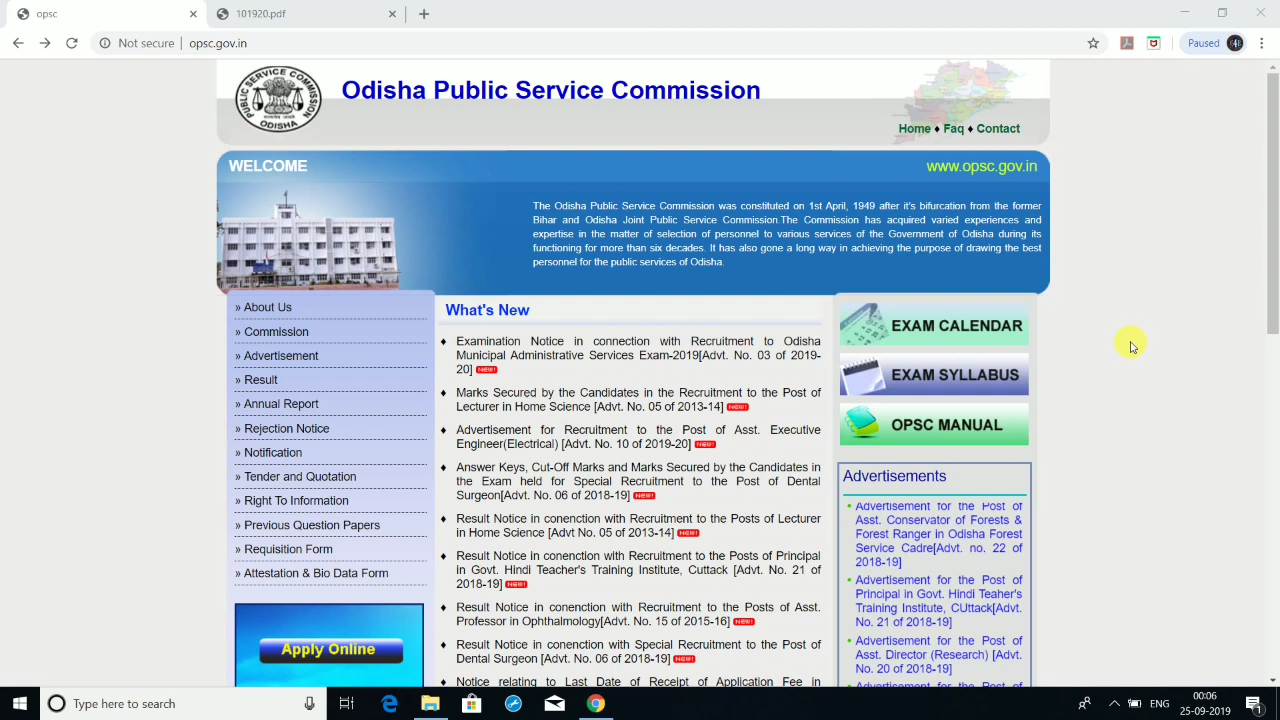 opsc
101920.pdf
Not secure
opsc.gov.in
Paused
PUBLIC SERVICE COMMISSION
ODISHA
Odisha Public Service Commission
Home ♦ Faq ♦ Contact
WELCOME
www.opsc.gov.in
The Odisha Public Service Commission was constituted on 1st April, 1949 after it's bifurcation from the former
Bihar and Odisha Joint Public Service Commission.The Commission has acquired varied experiences and
expertise in the matter of selection of personnel to various services of the Government of Odisha during its
functioning for more than six decades. It has also gone a long way in achieving the purpose of drawing the best
personnel for the public services of Odisha.
» About Us
» Commission
» Advertisement
» Result
» Annual Report
» Rejection Notice
» Notification
» Tender and Quotation
» Right To Information
» Previous Question Papers
» Requisition Form
» Attestation & Bio Data Form
Apply Online
What's New
♦ Examination Notice in connection with Recruitment to Odisha
Municipal Administrative Services Exam-2019[Advt. No. 03 of 2019-
20] NEW!
♦ Marks Secured by the Candidates in the Recruitment to the Post of
Lecturer in Home Science [Advt. No. 05 of 2013-14] NEW!
♦ Advertisement for Recruitment to the Post of Asst. Executive
Engineer(Electrical) [Advt. No. 10 of 2019-20] NEW!
♦ Answer Keys, Cut-Off Marks and Marks Secured by the Candidates in
the Exam held for Special Recruitment to the Post of Dental
Surgeon[Advt. No. 06 of 2018-19] NEW!
♦ Result Notice in conenction with Recruitment to the Posts of Lecturer
in Home Science [Advt No. 05 of 2013-14] NEW!
♦ Result Notice in conenction with Recruitment to the Posts of Principal
in Govt. Hindi Teacher's Training Institute, Cuttack [Advt. No. 21 of
2018-19] NEW!
♦ Result Notice in conenction with Recruitment to the Posts of Asst.
Professor in Ophthalmology[Advt. No. 15 of 2015-16] NEW!
♦ Result Notice in conenction with Special Recruitment to the Post of
Dental Surgeon [Advt. No. 06 of 2018-19] NEW!
Notice relating to Last Date of Receipt of Application Fee in
EXAM CALENDAR
EXAM SYLLABUS
OPSC MANUAL
Advertisements
• Advertisement for the Post of
Asst. Conservator of Forests &
Forest Ranger in Odisha Forest
Service Cadre[Advt. no. 22 of
2018-19]
• Advertisement for the Post of
Principal in Govt. Hindi Teaher's
Training Institute, CUttack[Advt.
No. 21 of 2018-19]
• Advertisement for the Post of
Asst. Director (Research) [Advt.
No. 20 of 2018-19]
Type here to search
ENG
00:06
25-09-2019
1